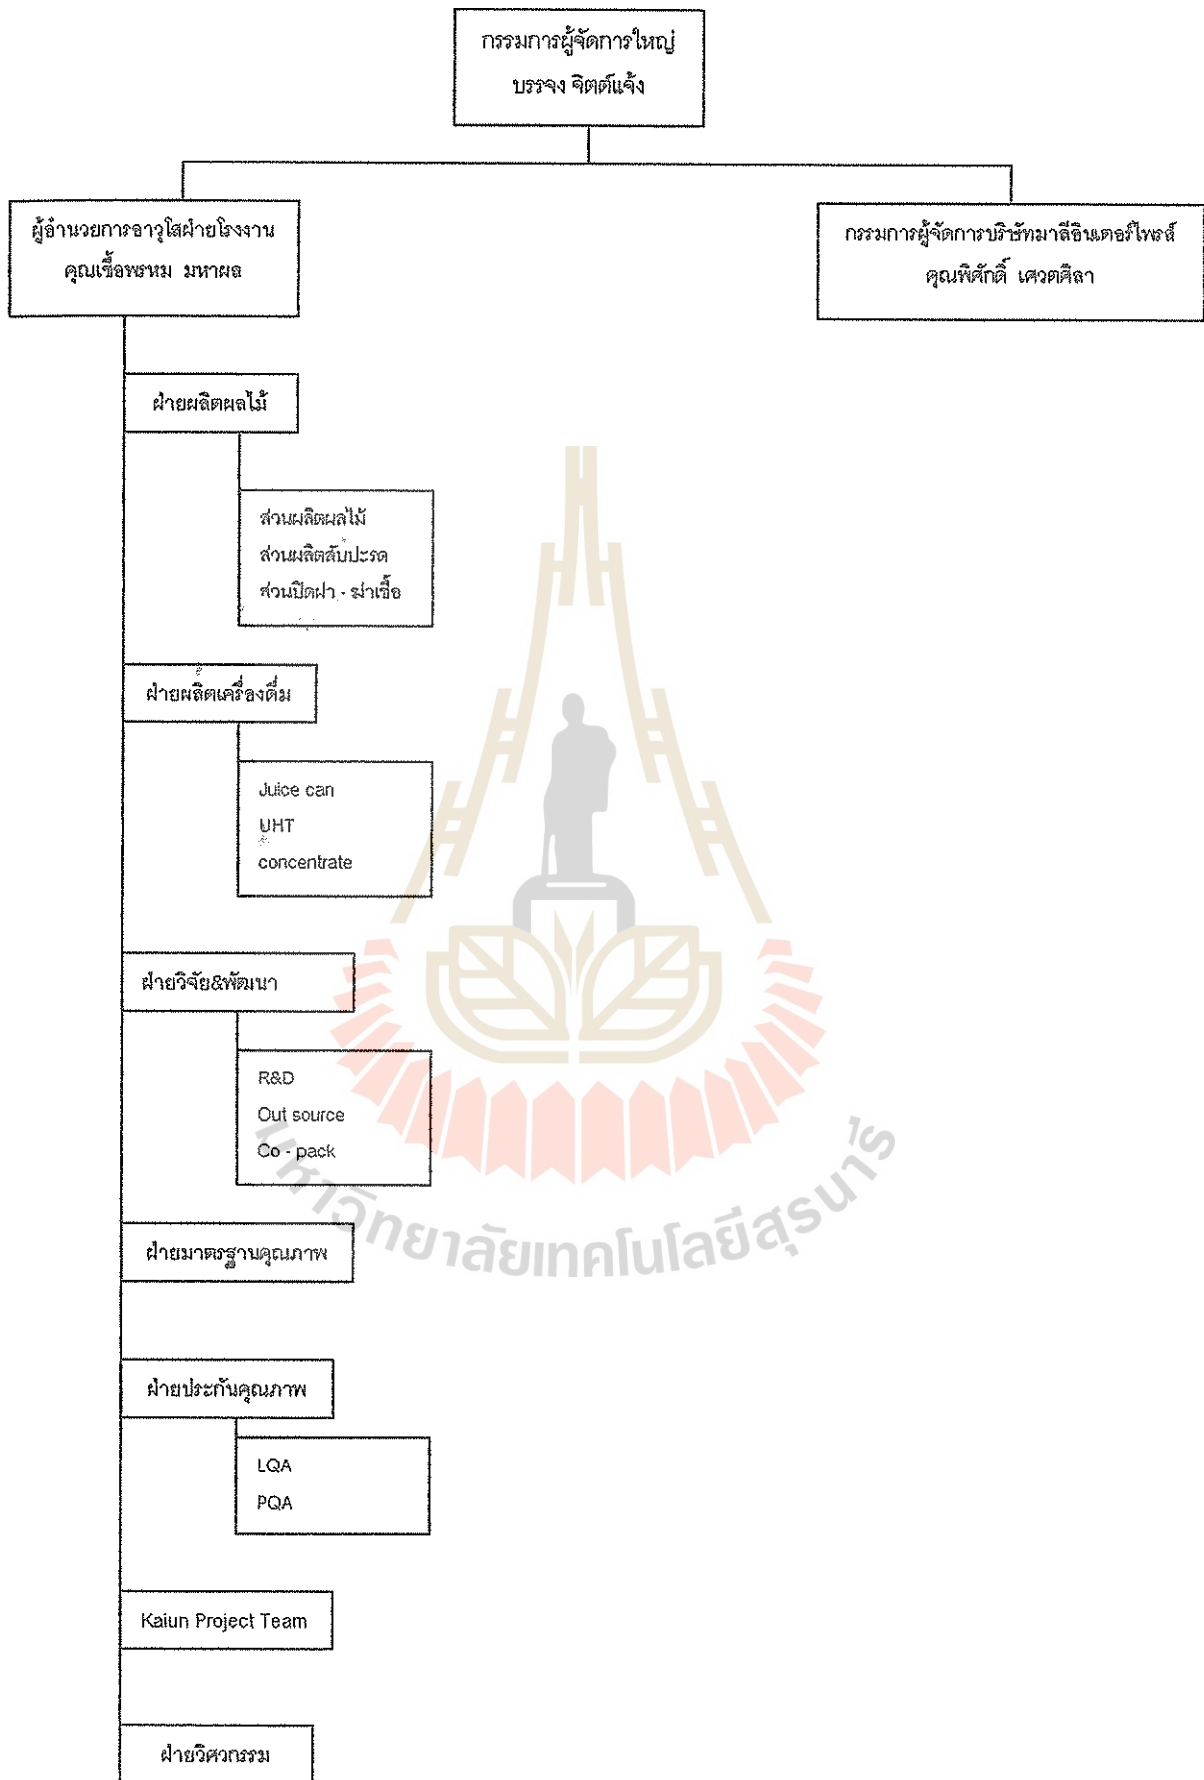 กรรมการผู้จัดการใหญ่
บรรจง จิตต์แจ้ง
ผู้อำนวยการอาวุโสฝ่ายโรงงาน
คุณเชื้อพรหม มหาผล
กรรมการผู้จัดการบริษัทมาลีอินเตอร์ไพรส์
คุณพิศักดิ์ เศวตศิลา
ฝ่ายผลิตผลไม้
ส่วนผลิตผลไม้
ส่วนผลิตสับปะรด
ส่วนปิดฝา - ฆ่าเชื้อ
ฝ่ายผลิตเครื่องดื่ม
Juice can
UHT
concentrate
ฝ่ายวิจัย&พัฒนา
R&D
Out source
Co - pack
มหาวิทยาลัยเทคโนโลยีสุรนารี
ฝ่ายมาตรฐานคุณภาพ
ฝ่ายประกันคุณภาพ
LQA
PQA
Kaiun Project Team
ฝ่ายวิศวกรรม